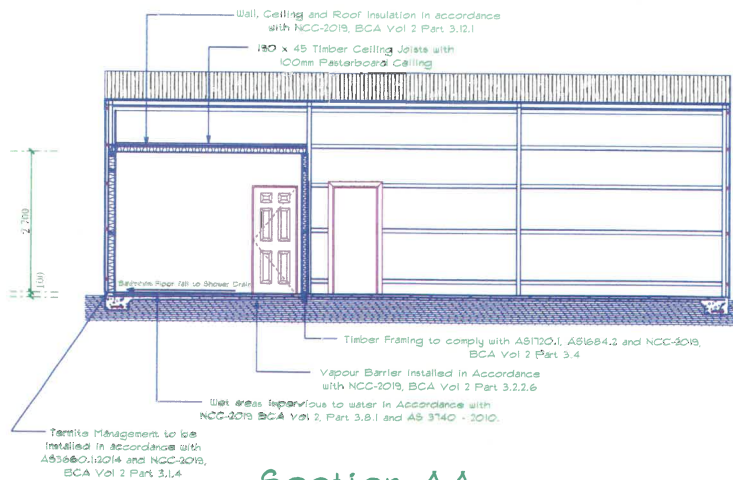 Wall, Ceiling and Roof Insulation in accordance
with NCC-2019, BCA Vol 2 Part 3.12.1
190 x 45 Timber Ceiling Joists with
100mm Pasterboard Ceiling
2,700
100
Bathroom Floor fall to Shower Drain
Timber Framing to comply with AS1720.1, AS1684.2 and NCC-2019,
BCA Vol 2 Part 3.4
Vapour Barrier Installed in Accordance
with NCC-2019, BCA Vol 2 Part 3.2.2.6
Wet areas impervious to water in Accordance with
NCC-2019 BCA Vol 2, Part 3.8.1 and AS 3740 - 2010.
Termite Management to be
installed in accordance with
AS3660.1:2014 and NCC-2019,
BCA Vol 2 Part 3.1.4
Section AA